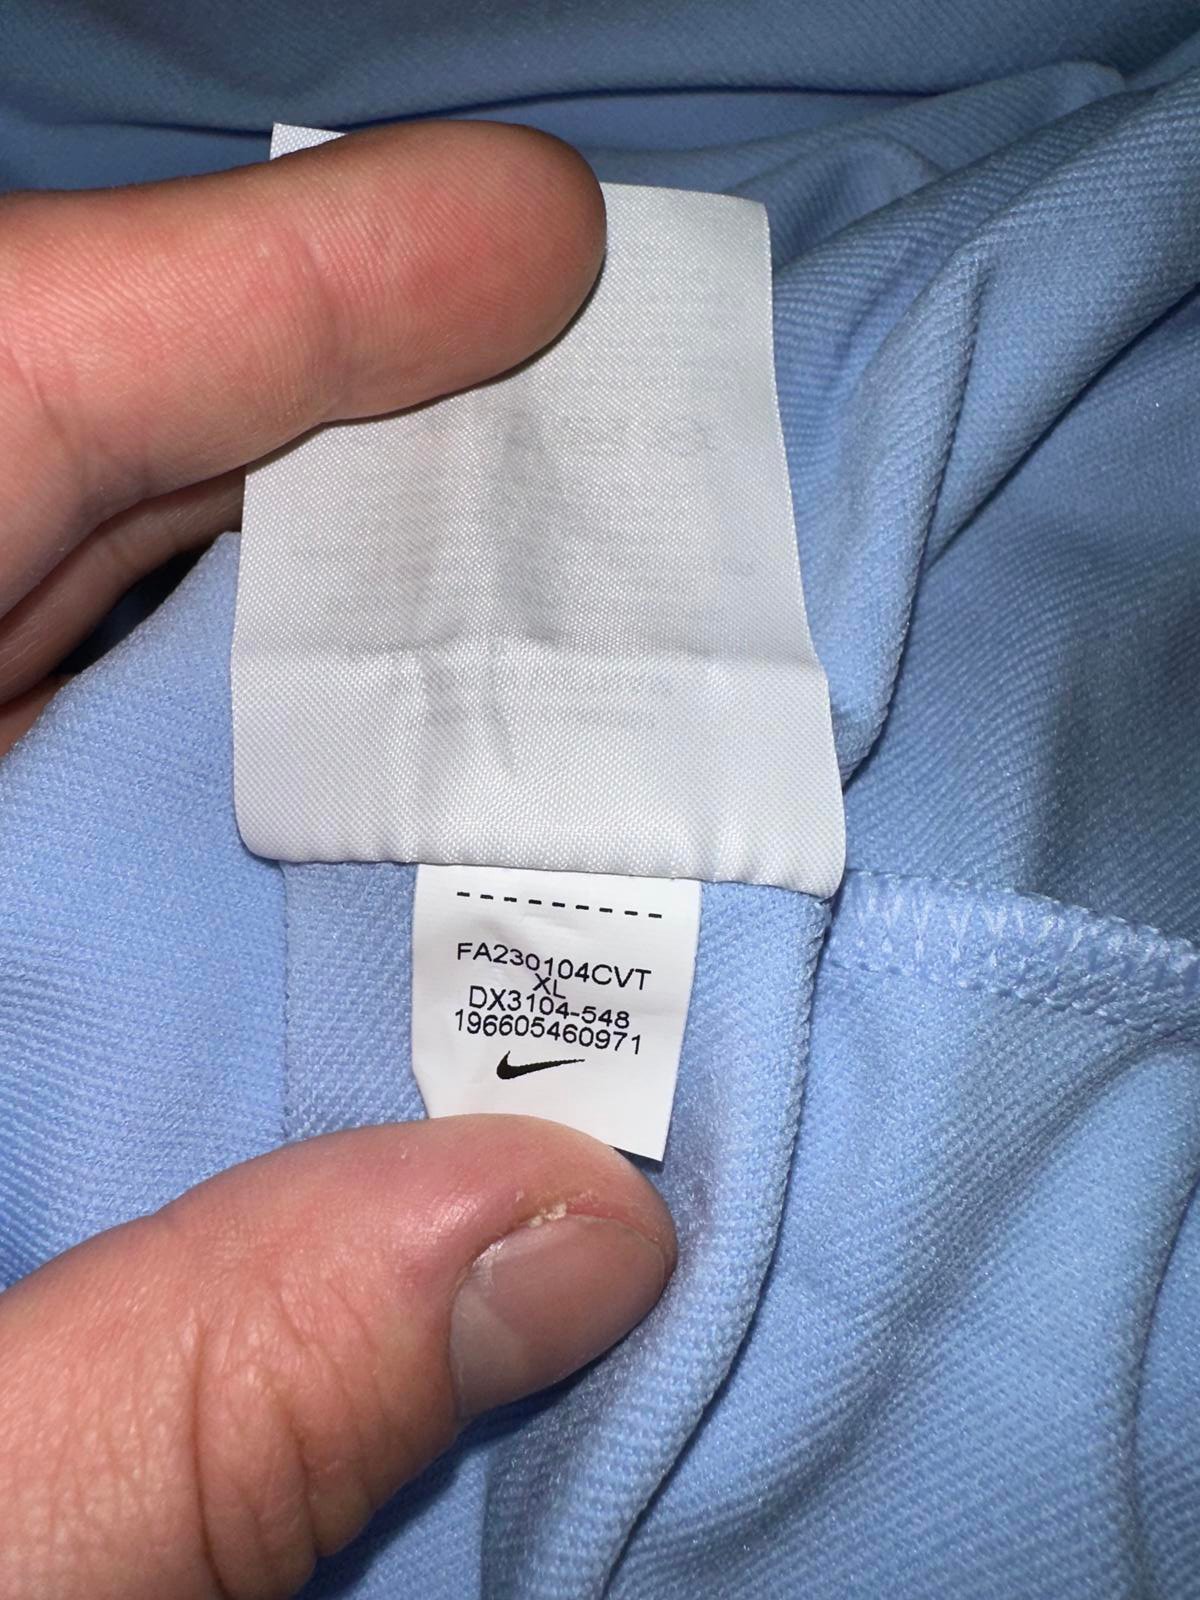 ---------
FA230104CVT
XL
DX3104-548
196605460971